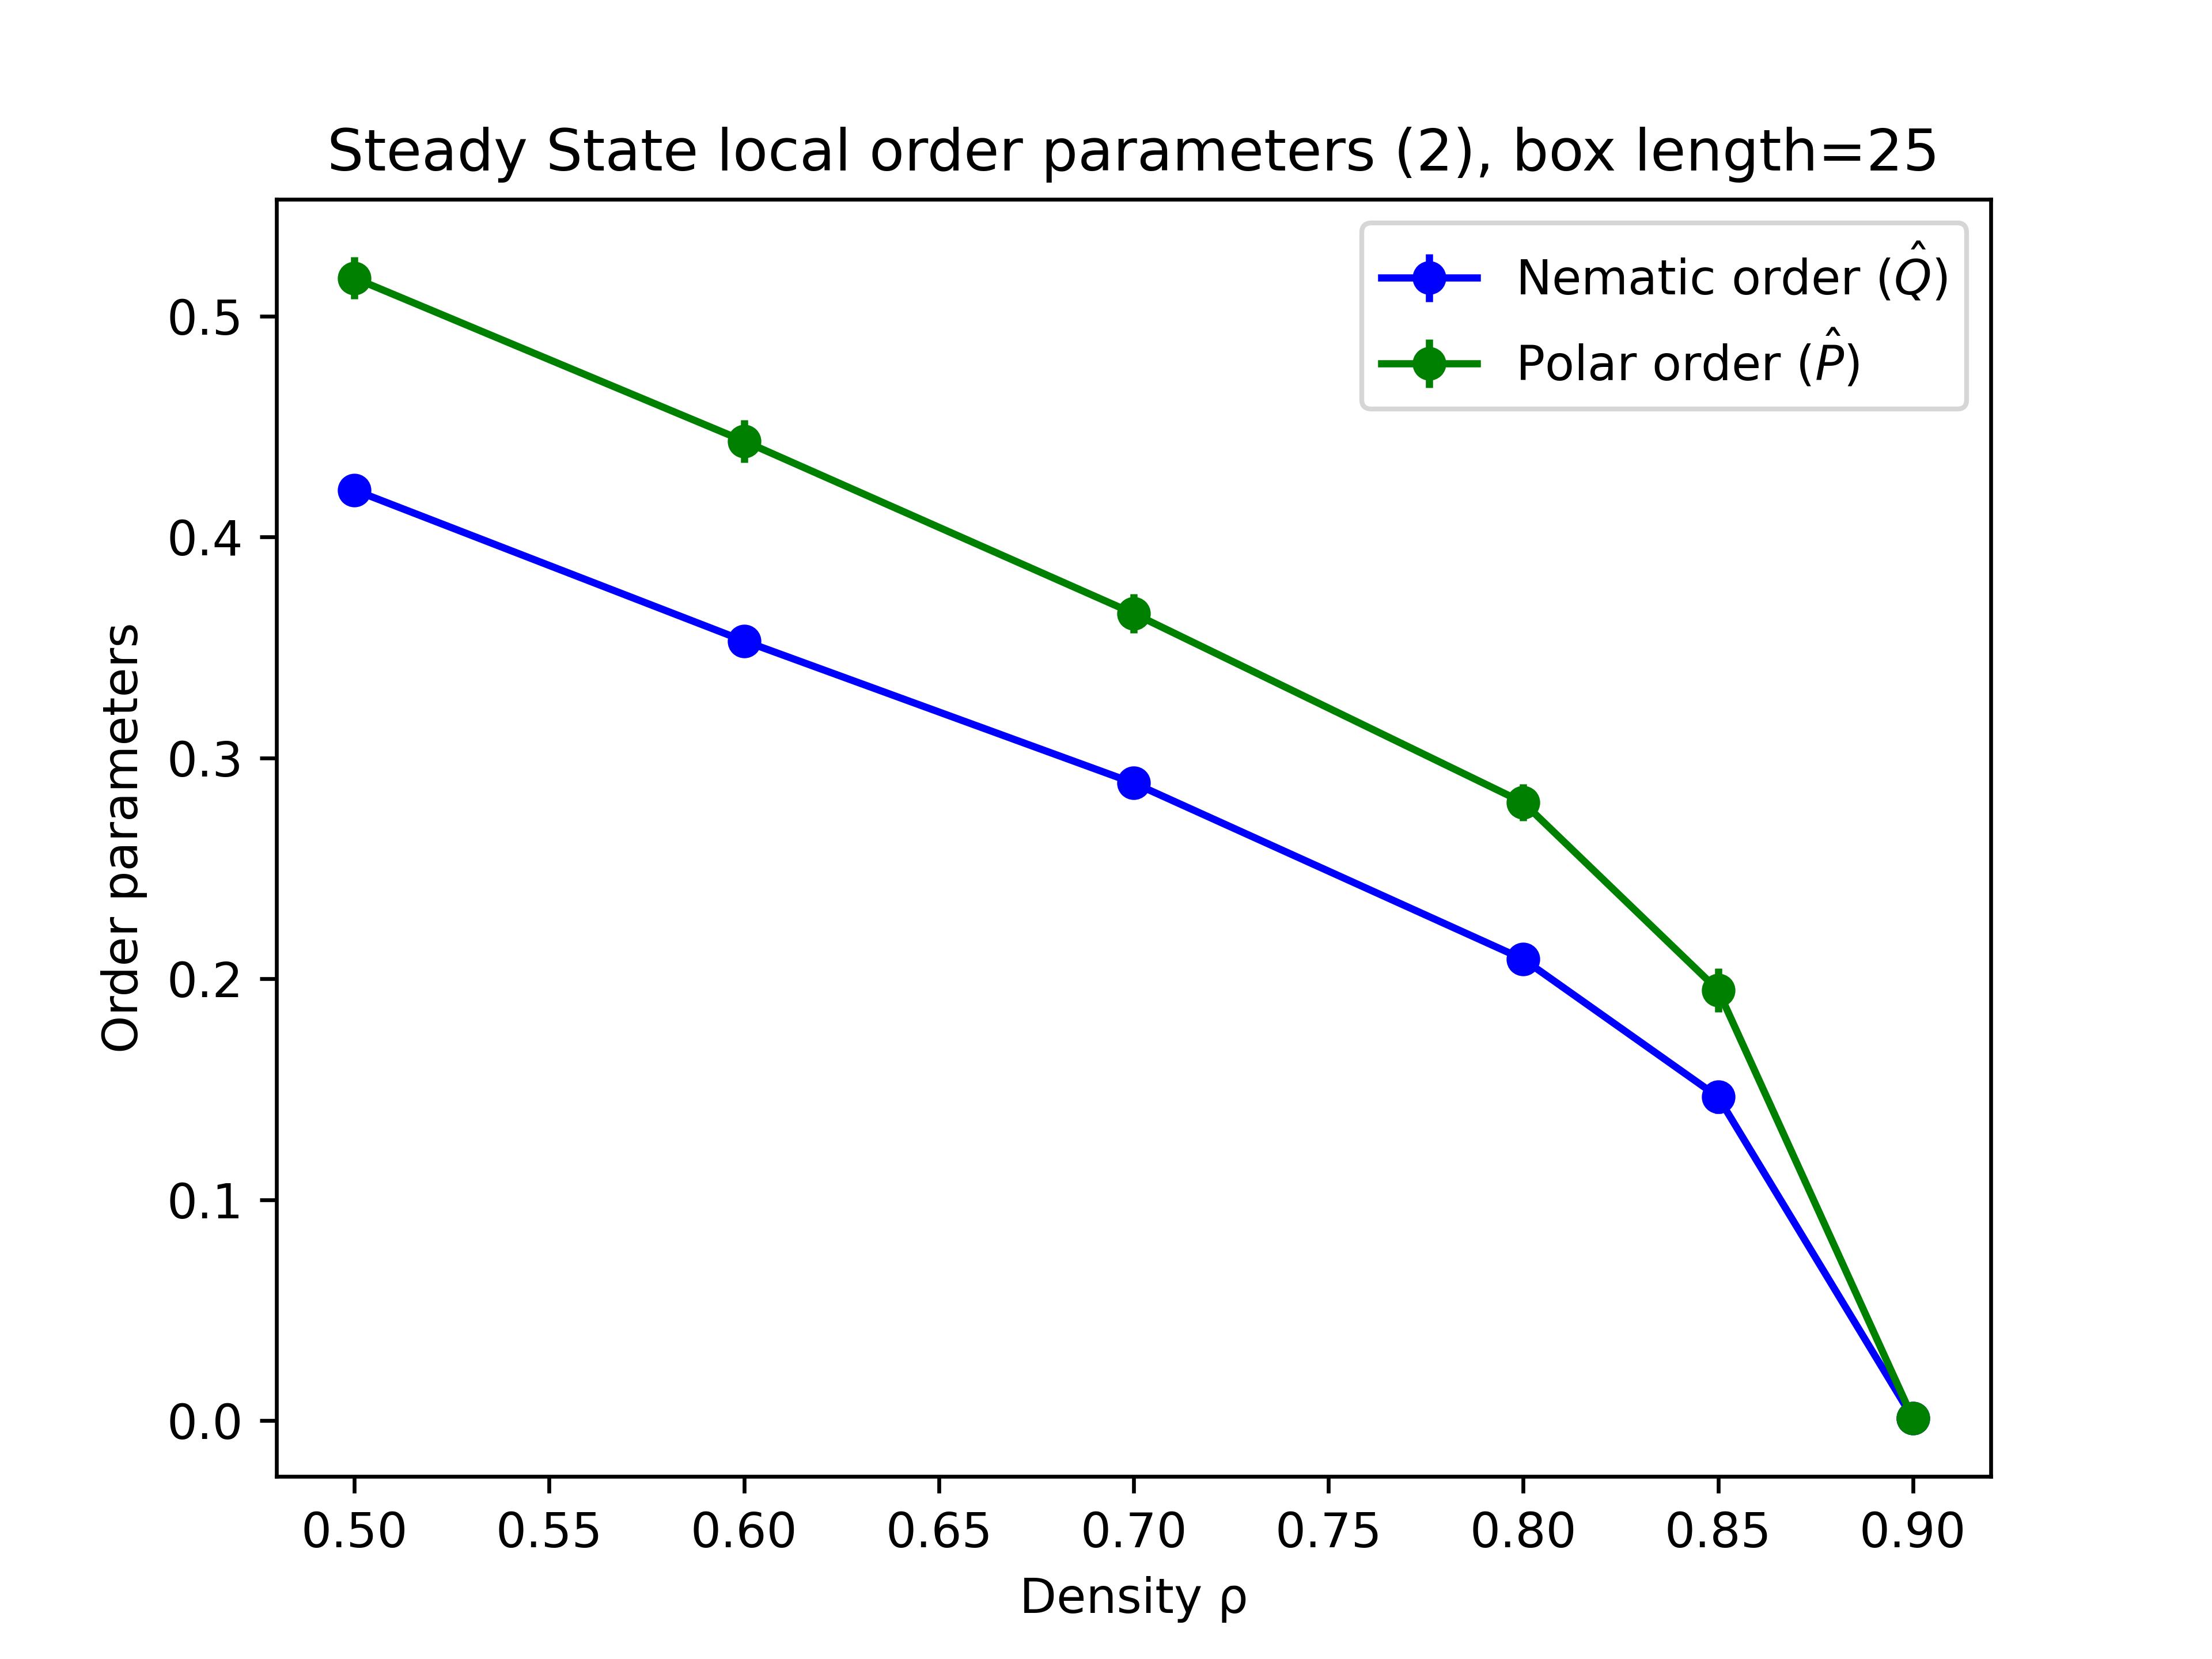 Steady State local order parameters (2), box length=25
Nematic order (Q̂)
Polar order (P̂)
Order parameters
0.5
0.4
0.3
0.2
0.1
0.0
0.50 0.55 0.60 0.65 0.70 0.75 0.80 0.85 0.90
Density ρ